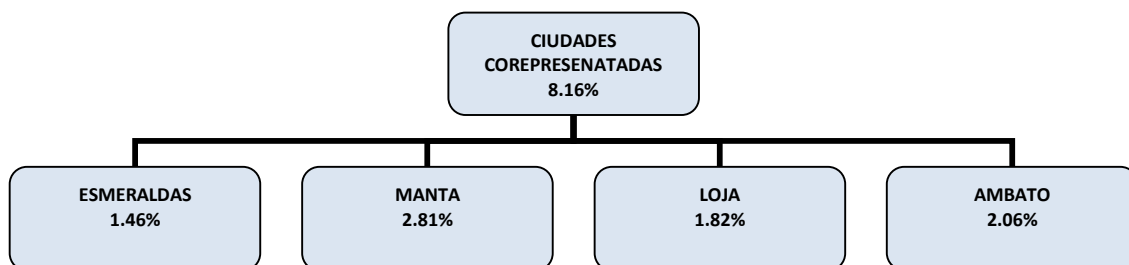 CIUDADES
COREPRESENATADAS
8.16%
ESMERALDAS
1.46%
MANTA
2.81%
LOJA
1.82%
AMBATO
2.06%